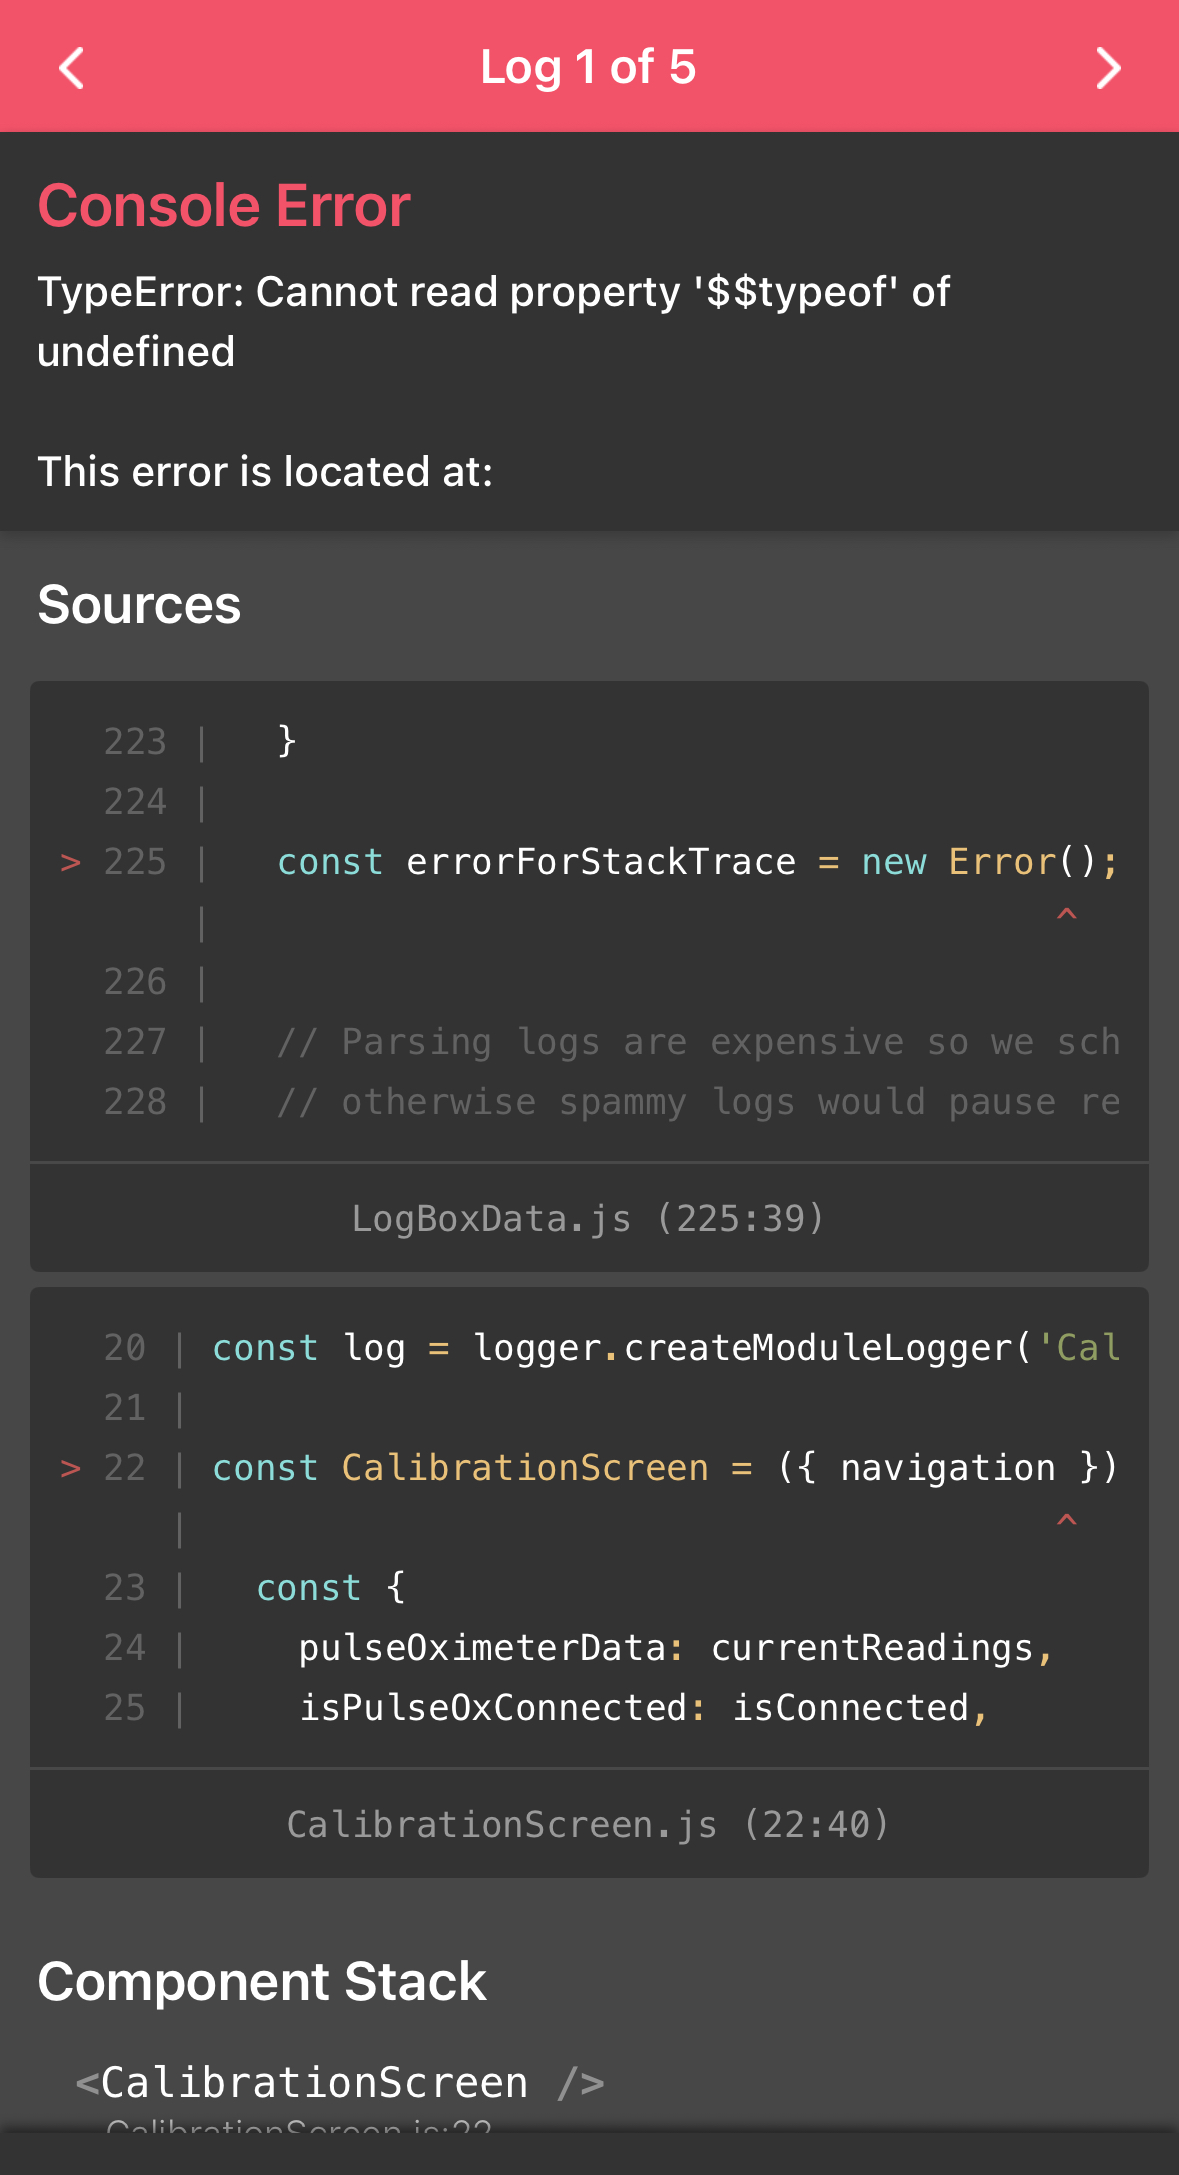 Log 1 of 5
Console Error
TypeError: Cannot read property '$$typeof' of
undefined
This error is located at:
Sources
223 |   }
224 |
> 225 |   const errorForStackTrace = new Error();
|                                       ^
226 |
227 |   // Parsing logs are expensive so we sch
228 |   // otherwise spammy logs would pause re
LogBoxData.js (225:39)
20 | const log = logger.createModuleLogger('Cal
21 |
> 22 | const CalibrationScreen = ({ navigation })
|                                        ^
23 |   const {
24 |     pulseOximeterData: currentReadings,
25 |     isPulseOxConnected: isConnected,
CalibrationScreen.js (22:40)
Component Stack
<CalibrationScreen />
CalibrationScreen.js:22